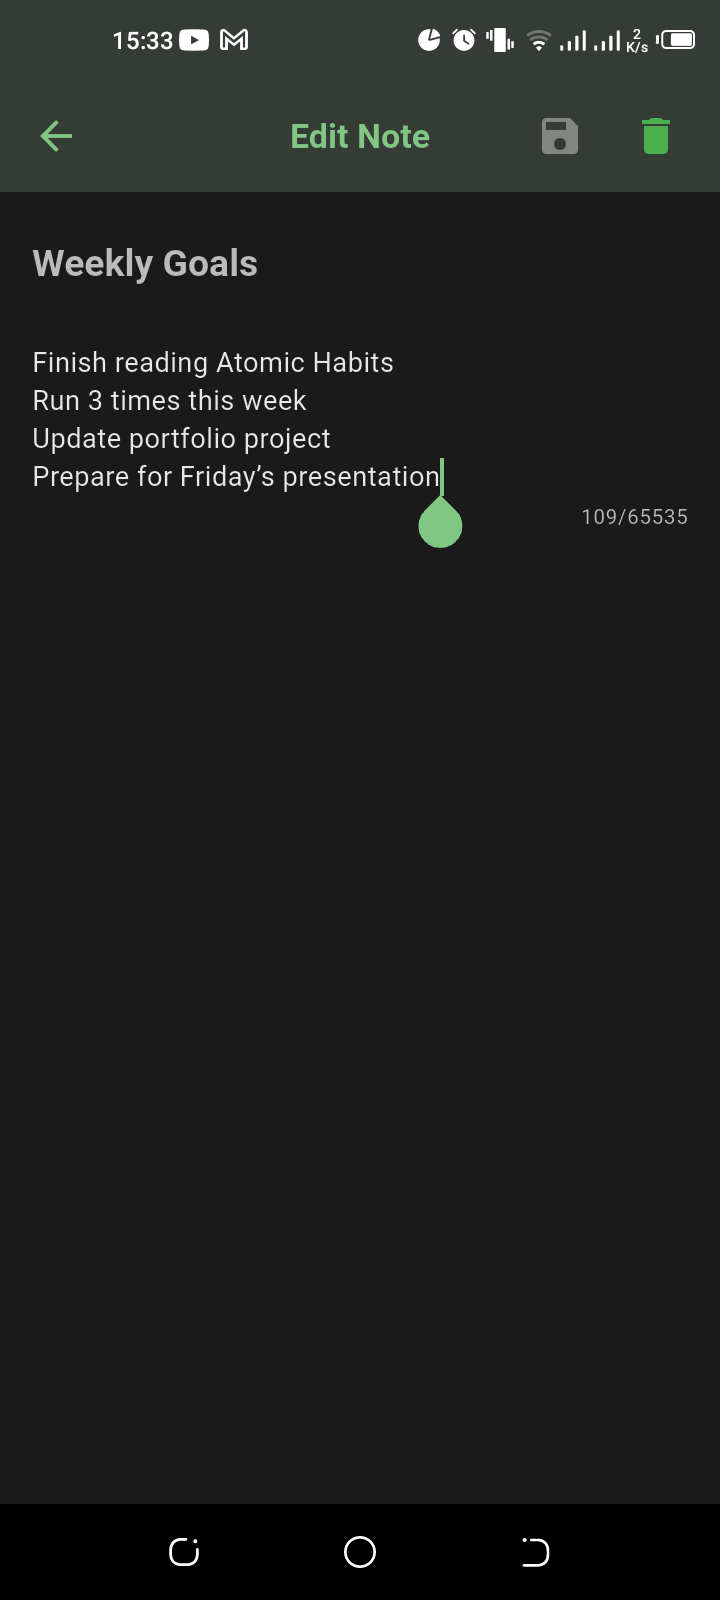 15:33
2
K/s
Edit Note
Weekly Goals
Finish reading Atomic Habits
Run 3 times this week
Update portfolio project
Prepare for Friday’s presentation
109/65535